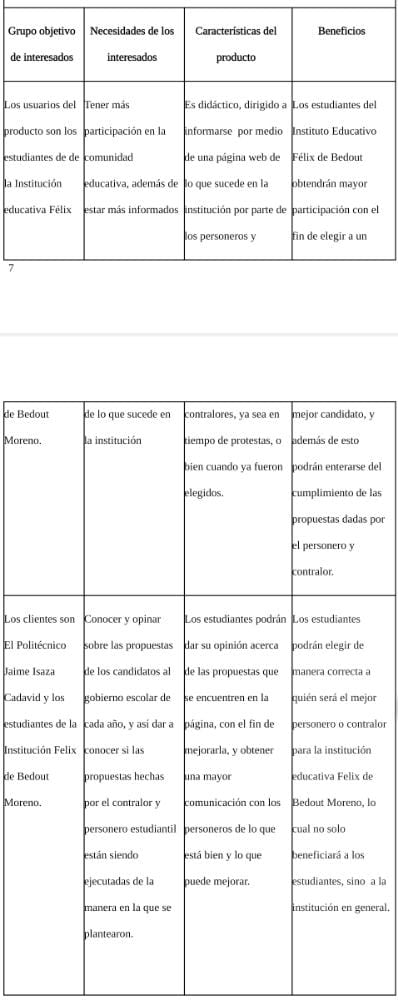 Grupo objetivo
de interesados
Necesidades de los
interesados
Características del
producto
Beneficios
Los usuarios del
producto son los
estudiantes de de
la Institución
educativa Félix
Tener más
participación en la
comunidad
educativa, además de
estar más informados
Es didáctico, dirigido a
informarse por medio
de una página web de
lo que sucede en la
institución por parte de
los personeros y
Los estudiantes del
Instituto Educativo
Félix de Bedout
obtendrán mayor
participación con el
fin de elegir a un
7
de Bedout
Moreno.
de lo que sucede en
la institución
contralores, ya sea en
tiempo de protestas, o
bien cuando ya fueron
elegidos.
mejor candidato, y
además de esto
podrán enterarse del
cumplimiento de las
propuestas dadas por
el personero y
contralor.
Los clientes son
El Politécnico
Jaime Isaza
Cadavid y los
estudiantes de la
Institución Felix
de Bedout
Moreno.
Conocer y opinar
sobre las propuestas
de los candidatos al
gobierno escolar de
cada año, y así dar a
conocer si las
propuestas hechas
por el contralor y
personero estudiantil
están siendo
ejecutadas de la
manera en la que se
plantearon.
Los estudiantes podrán
dar su opinión acerca
de las propuestas que
se encuentren en la
página, con el fin de
mejorarla, y obtener
una mayor
comunicación con los
personeros de lo que
está bien y lo que
puede mejorar.
Los estudiantes
podrán elegir de
manera correcta a
quién será el mejor
personero o contralor
para la institución
educativa Felix de
Bedout Moreno, lo
cual no solo
beneficiará a los
estudiantes, sino a la
institución en general.